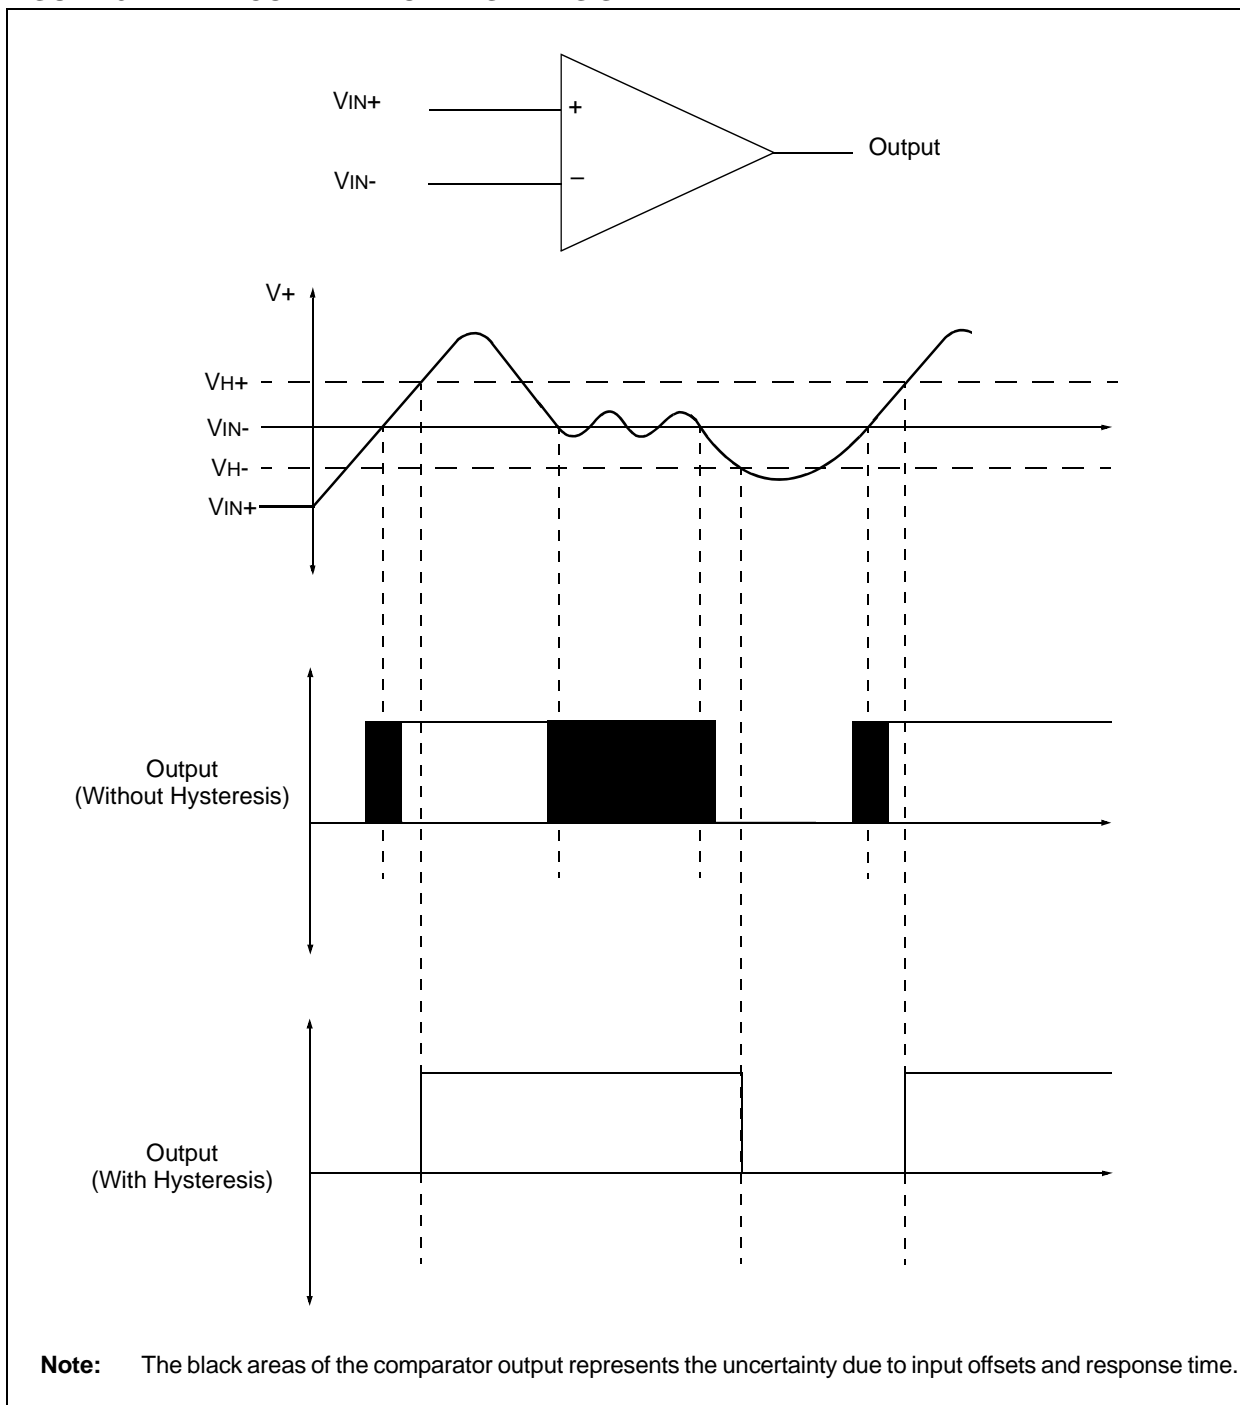 VIN+
+
Output
VIN-
–
V+
VH+
VIN-
VH-
VIN+
Output
(Without Hysteresis)
Output
(With Hysteresis)
Note: The black areas of the comparator output represents the uncertainty due to input offsets and response time.